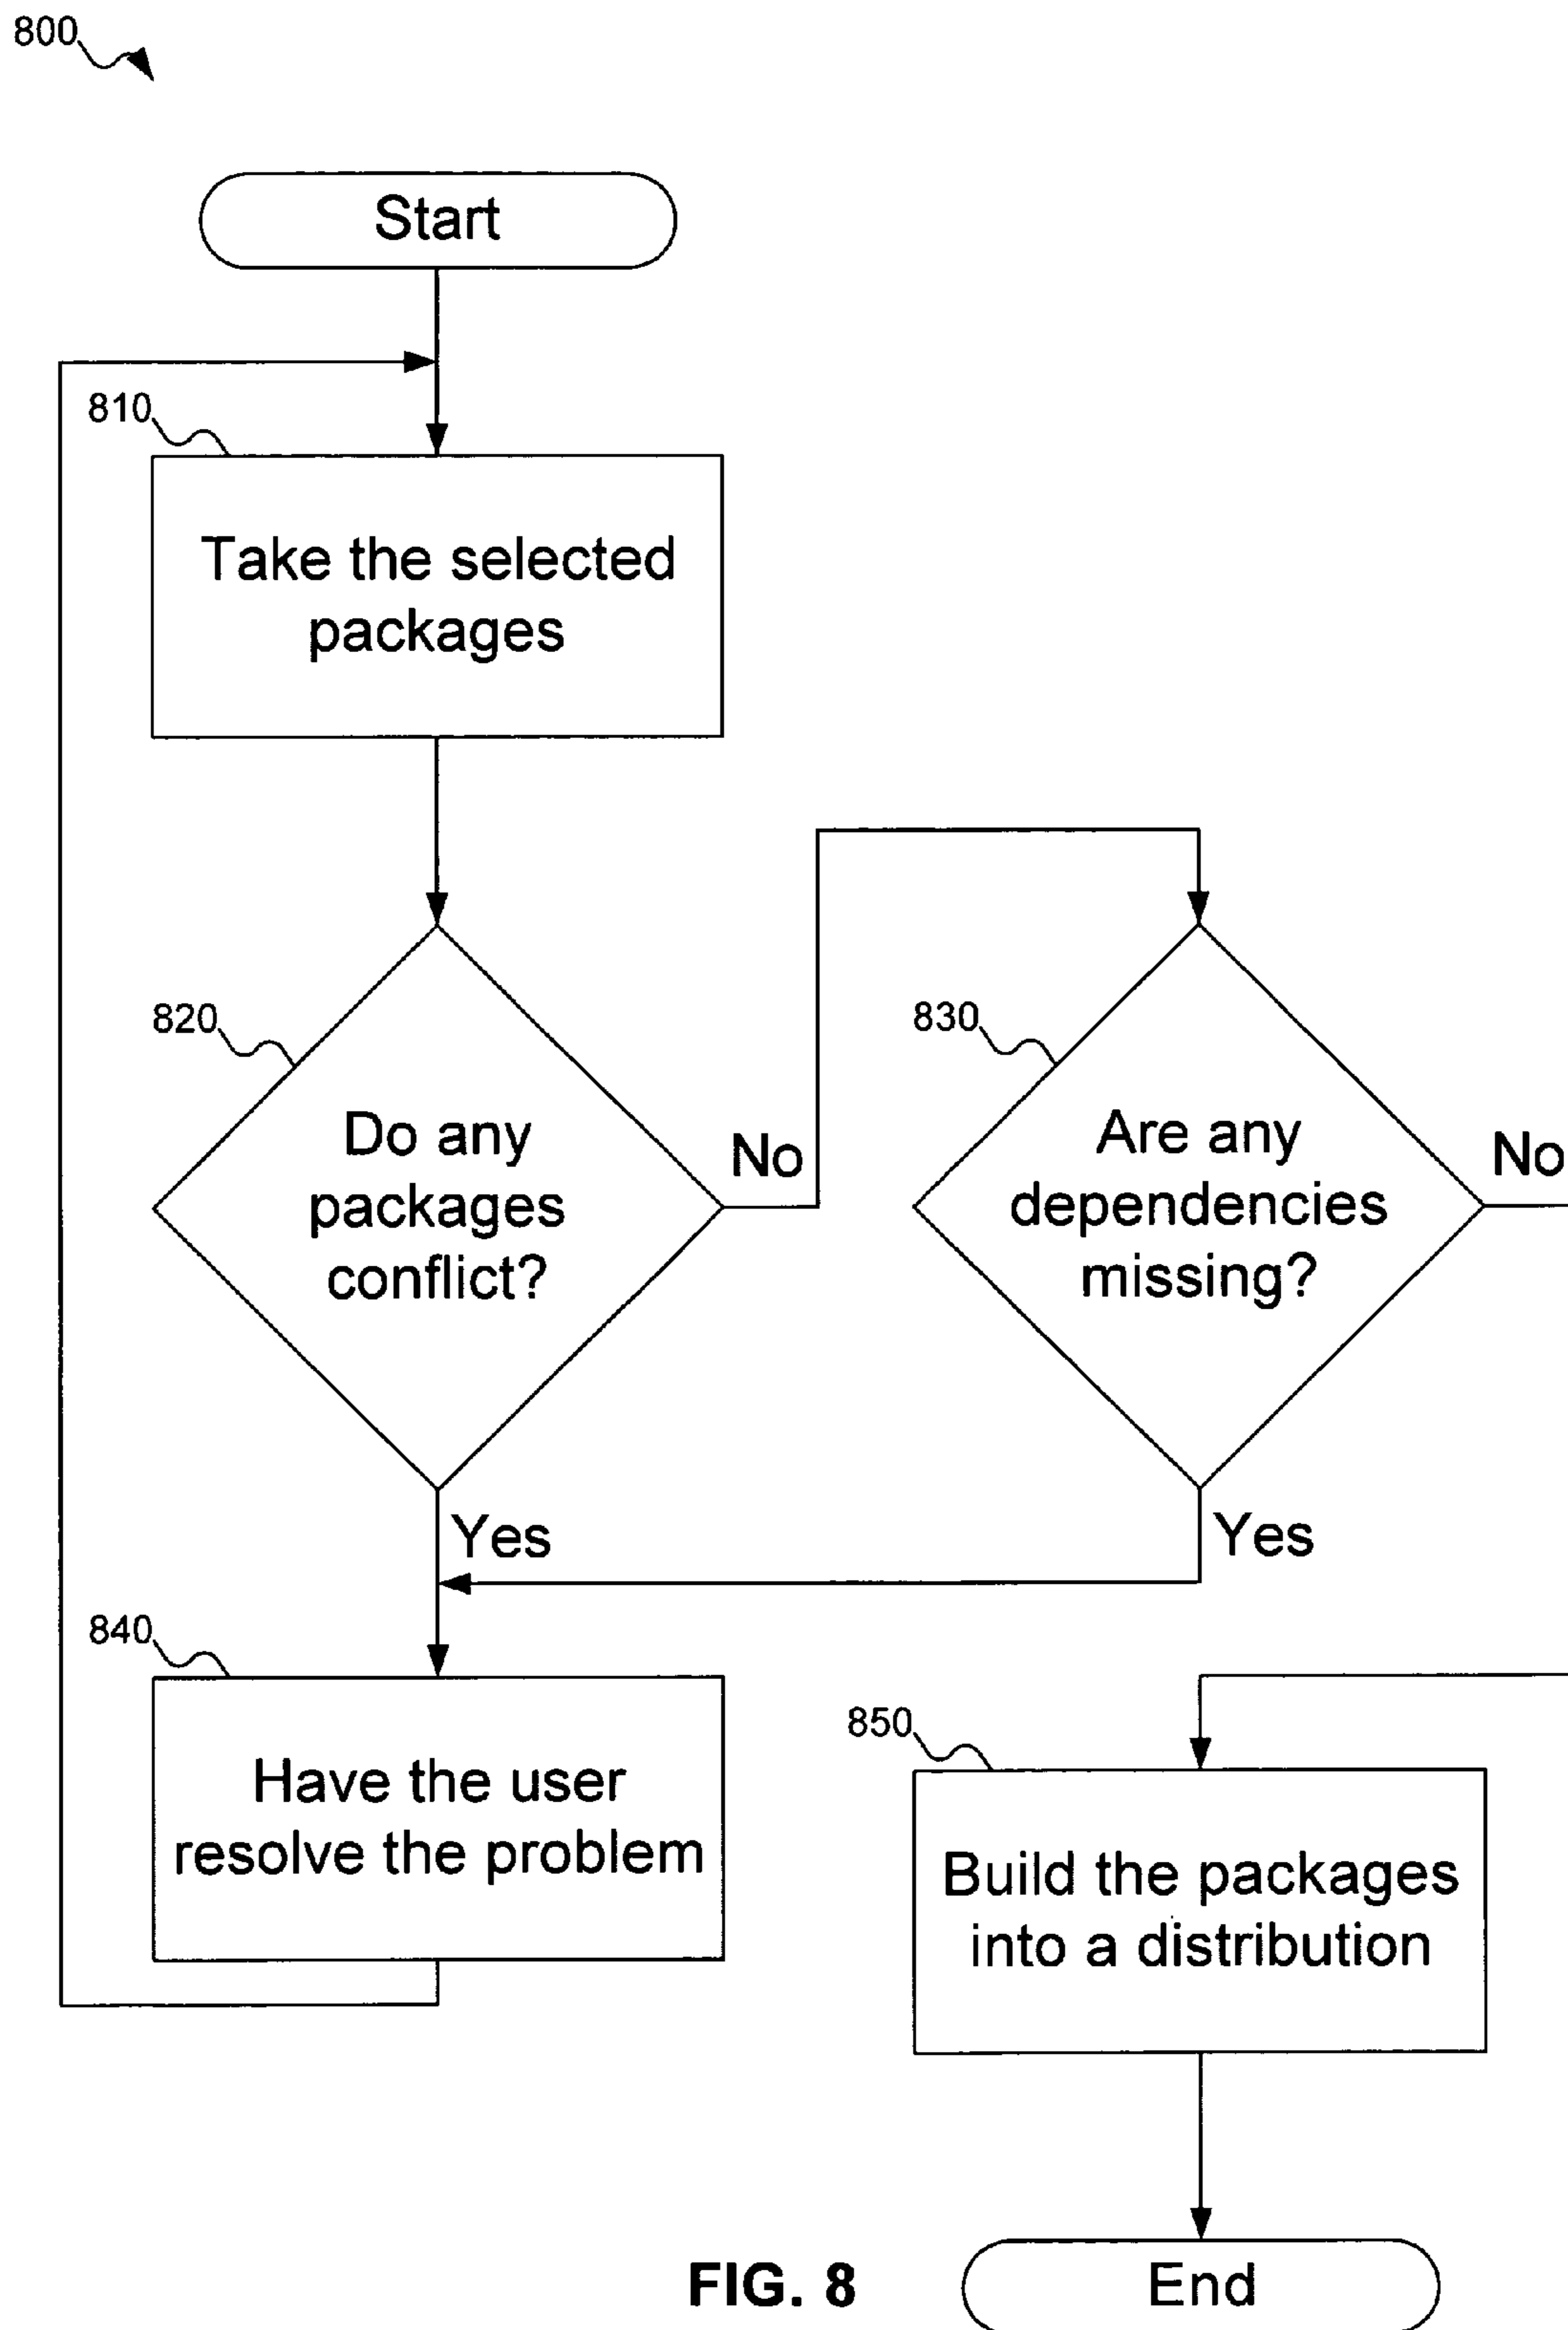 800
Start
810
Take the selected
packages
820
Do any
packages
conflict?
No
830
Are any
dependencies
missing?
No
Yes
Yes
840
Have the user
resolve the problem
850
Build the packages
into a distribution
FIG. 8
End